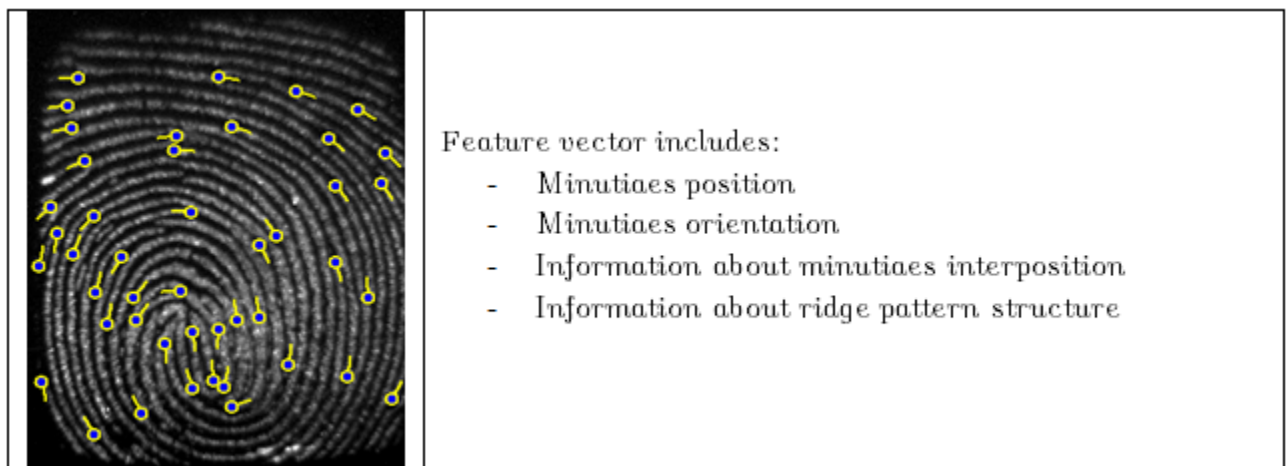 Feature vector includes:
- Minutiaes position
- Minutiaes orientation
- Information about minutiaes interposition
- Information about ridge pattern structure